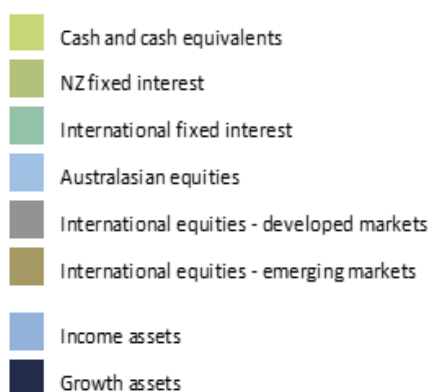 Cash and cash equivalents
NZ fixed interest
International fixed interest
Australasian equities
International equities - developed markets
International equities - emerging markets
Income assets
Growth assets